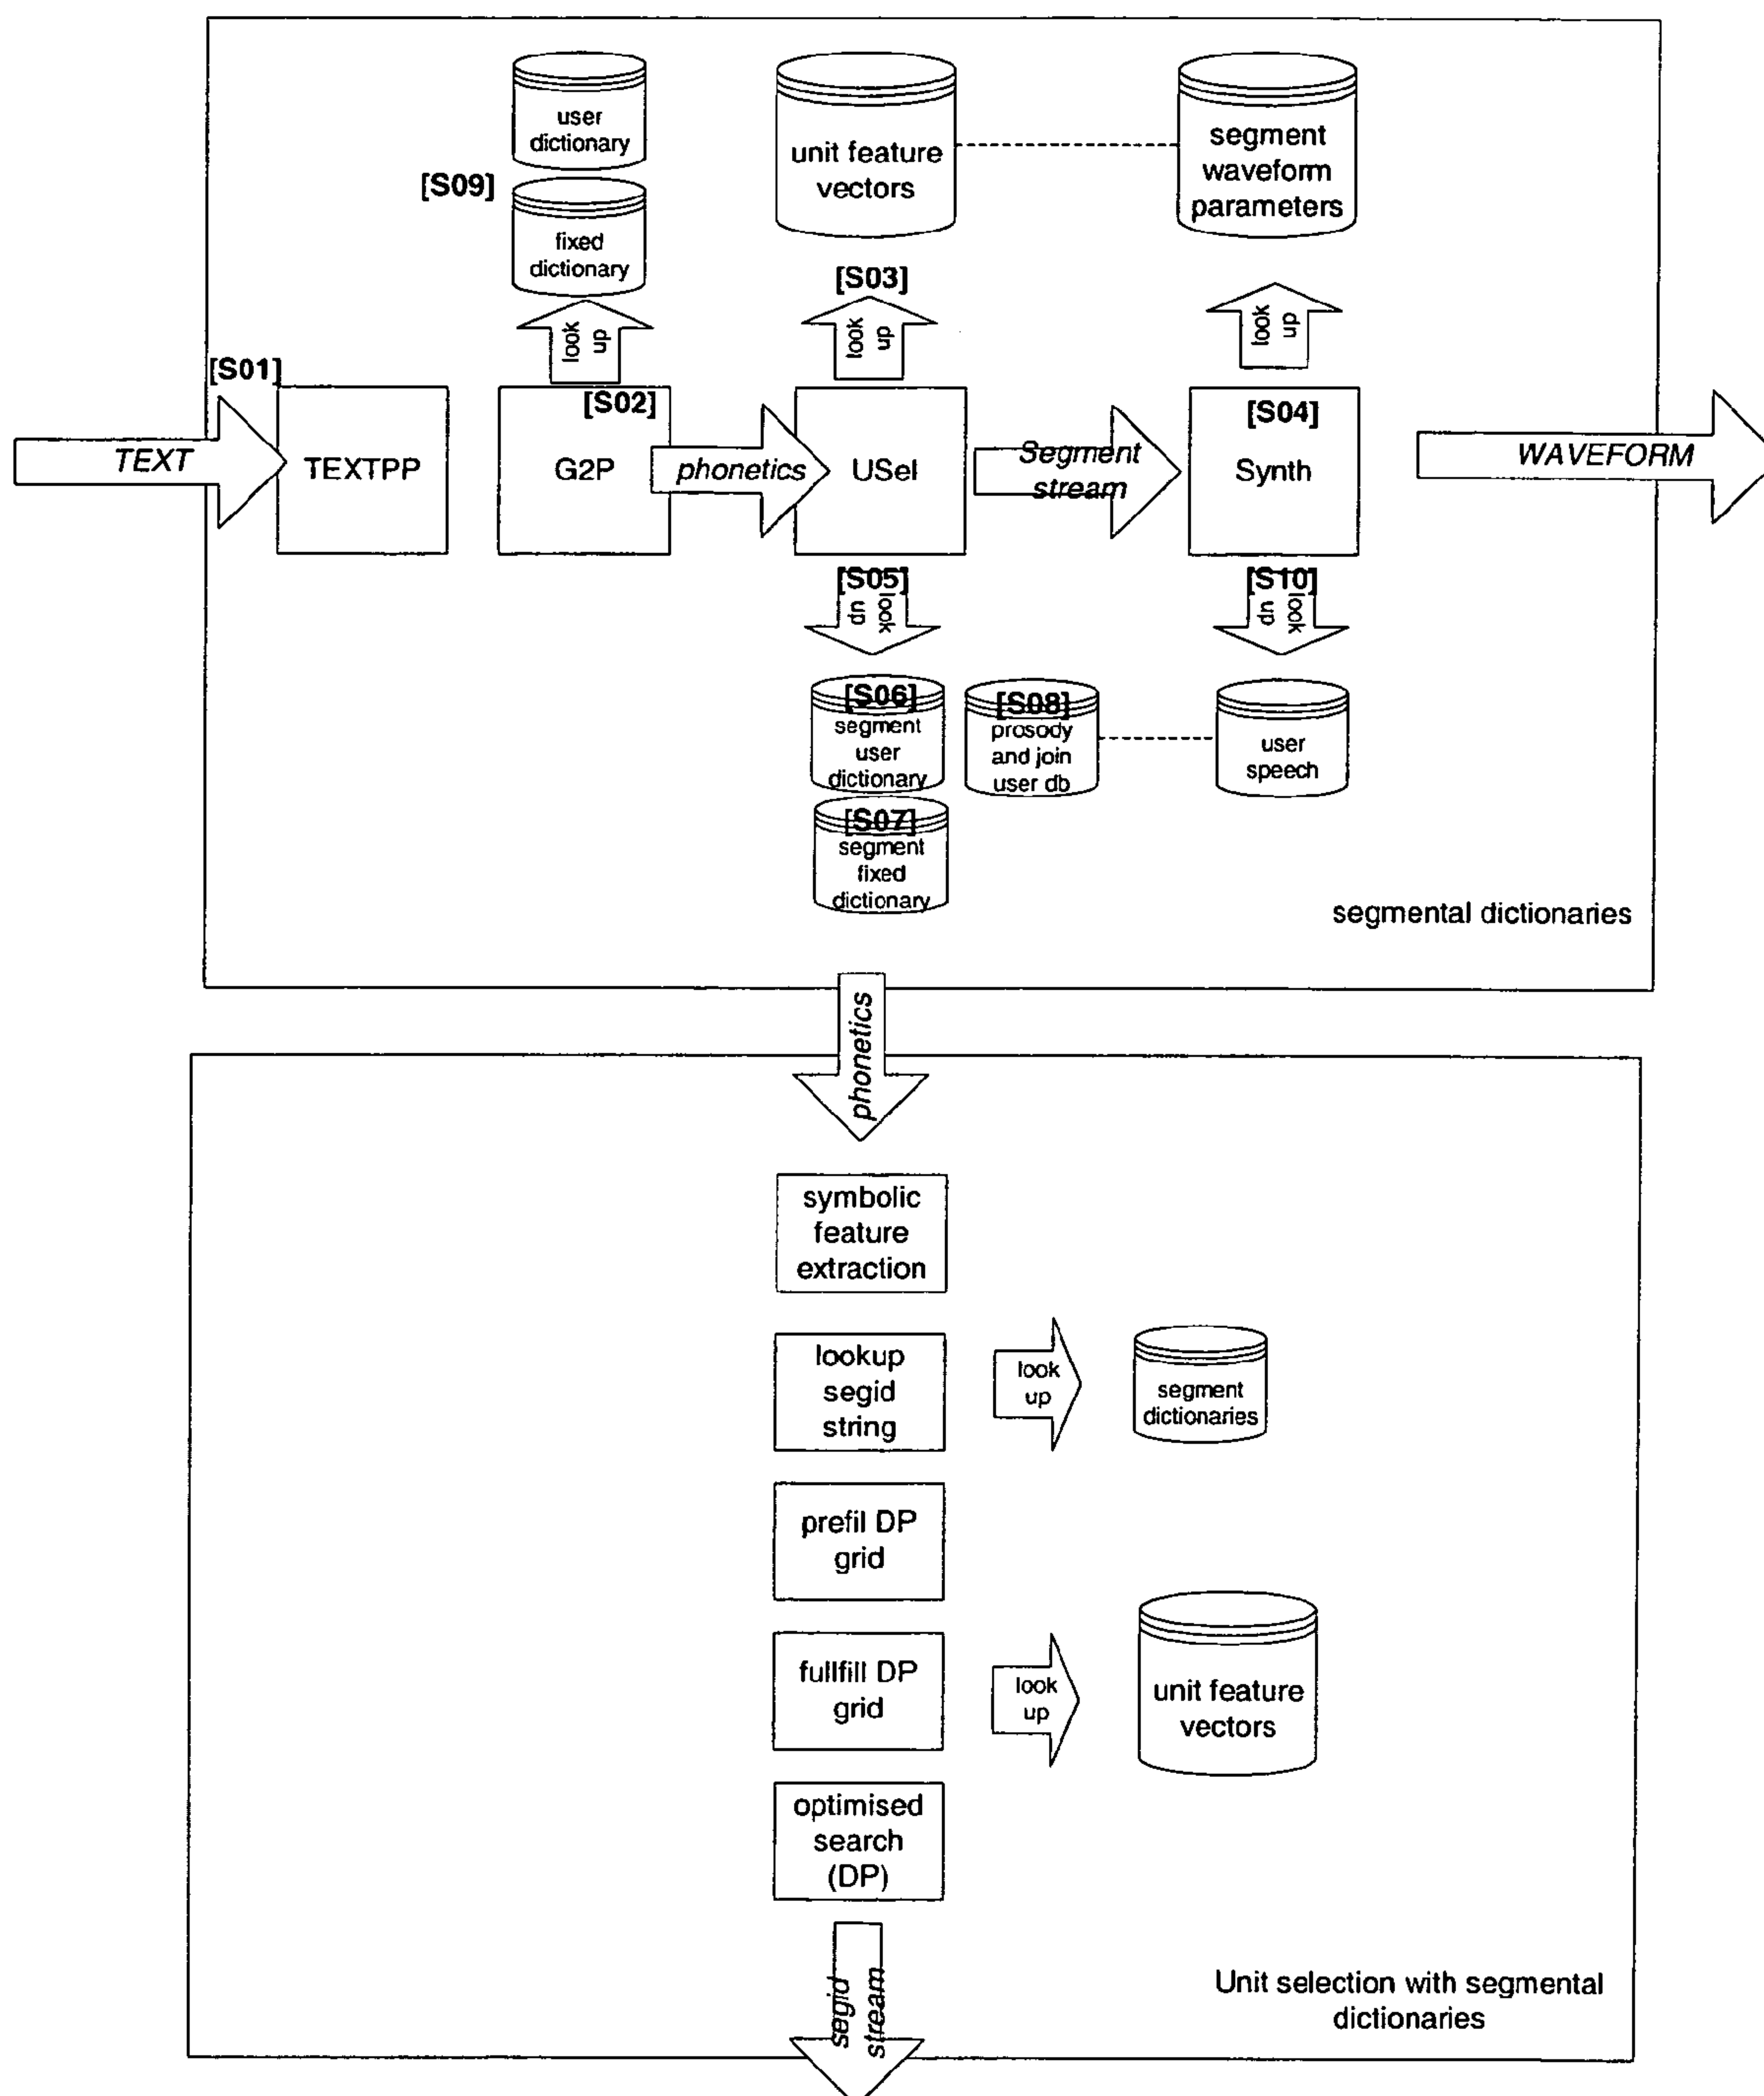 user
dictionary
[S09]
fixed
dictionary
unit feature
vectors
segment
waveform
parameters
[S03]
look
up
look
up
look
up
[S01]
TEXT
TEXTPP
[S02]
G2P
phonetics
USel
Segment
stream
[S04]
Synth
WAVEFORM
[S05]
look
up
[S10]
look
up
[S06]
segment
user
dictionary
[S08]
prosody
and join
user db
user
speech
[S07]
segment
fixed
dictionary
segmental dictionaries
phonetics
symbolic
feature
extraction
lookup
segid
string
look
up
segment
dictionaries
prefil DP
grid
fullfill DP
grid
look
up
unit feature
vectors
optimised
search
(DP)
segid
stream
Unit selection with segmental
dictionaries